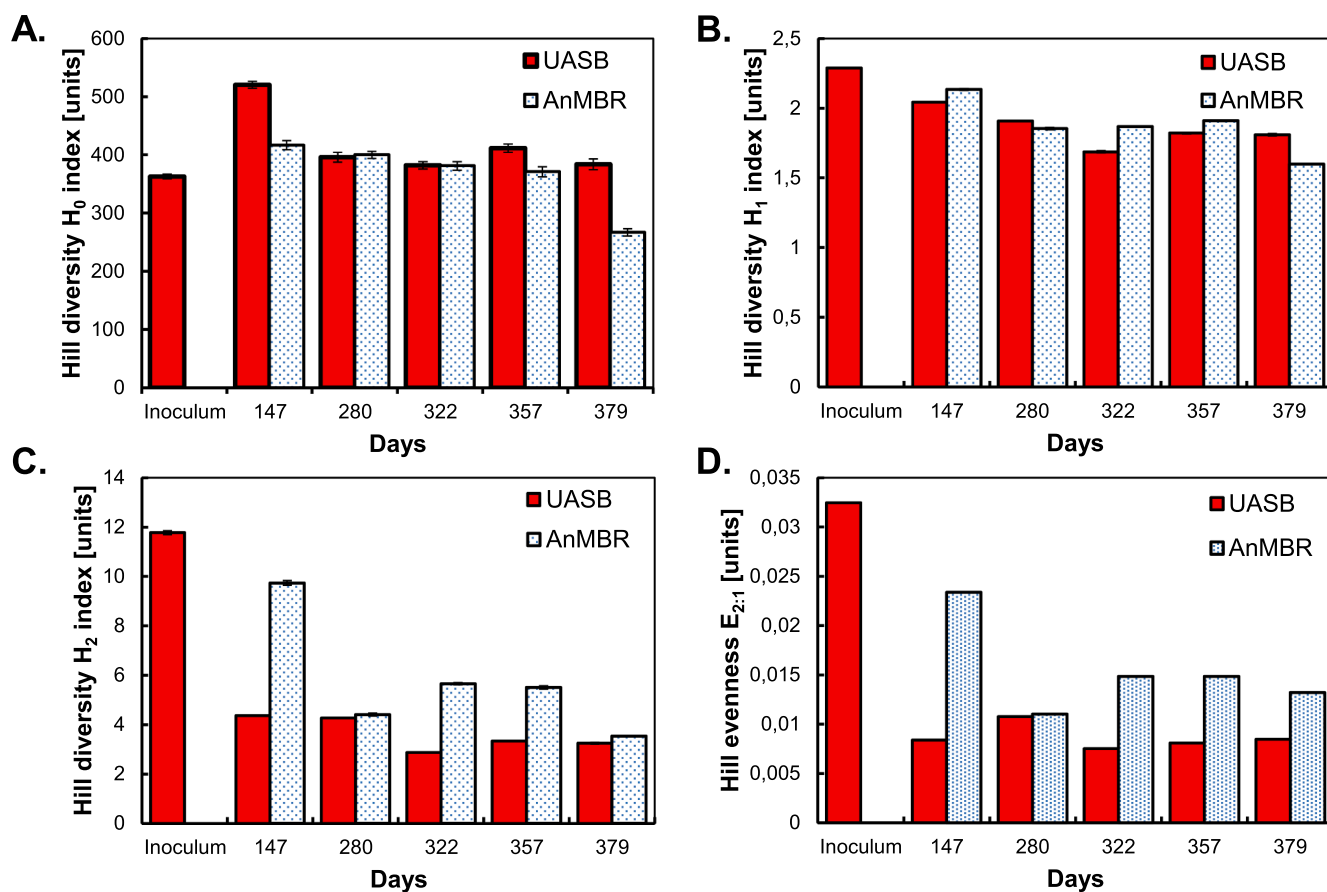 A.
Hill diversity H0 index [units]
600
500
400
300
200
100
0
UASB
AnMBR
Inoculum 147 280 322 357 379
Days
B.
Hill diversity H1 index [units]
2,5
2
1,5
1
0,5
0
UASB
AnMBR
Inoculum 147 280 322 357 379
Days
C.
Hill diversity H2 index [units]
14
12
10
8
6
4
2
0
UASB
AnMBR
Inoculum 147 280 322 357 379
Days
D.
Hill evenness E2:1 [units]
0,035
0,03
0,025
0,02
0,015
0,01
0,005
0
UASB
AnMBR
Inoculum 147 280 322 357 379
Days